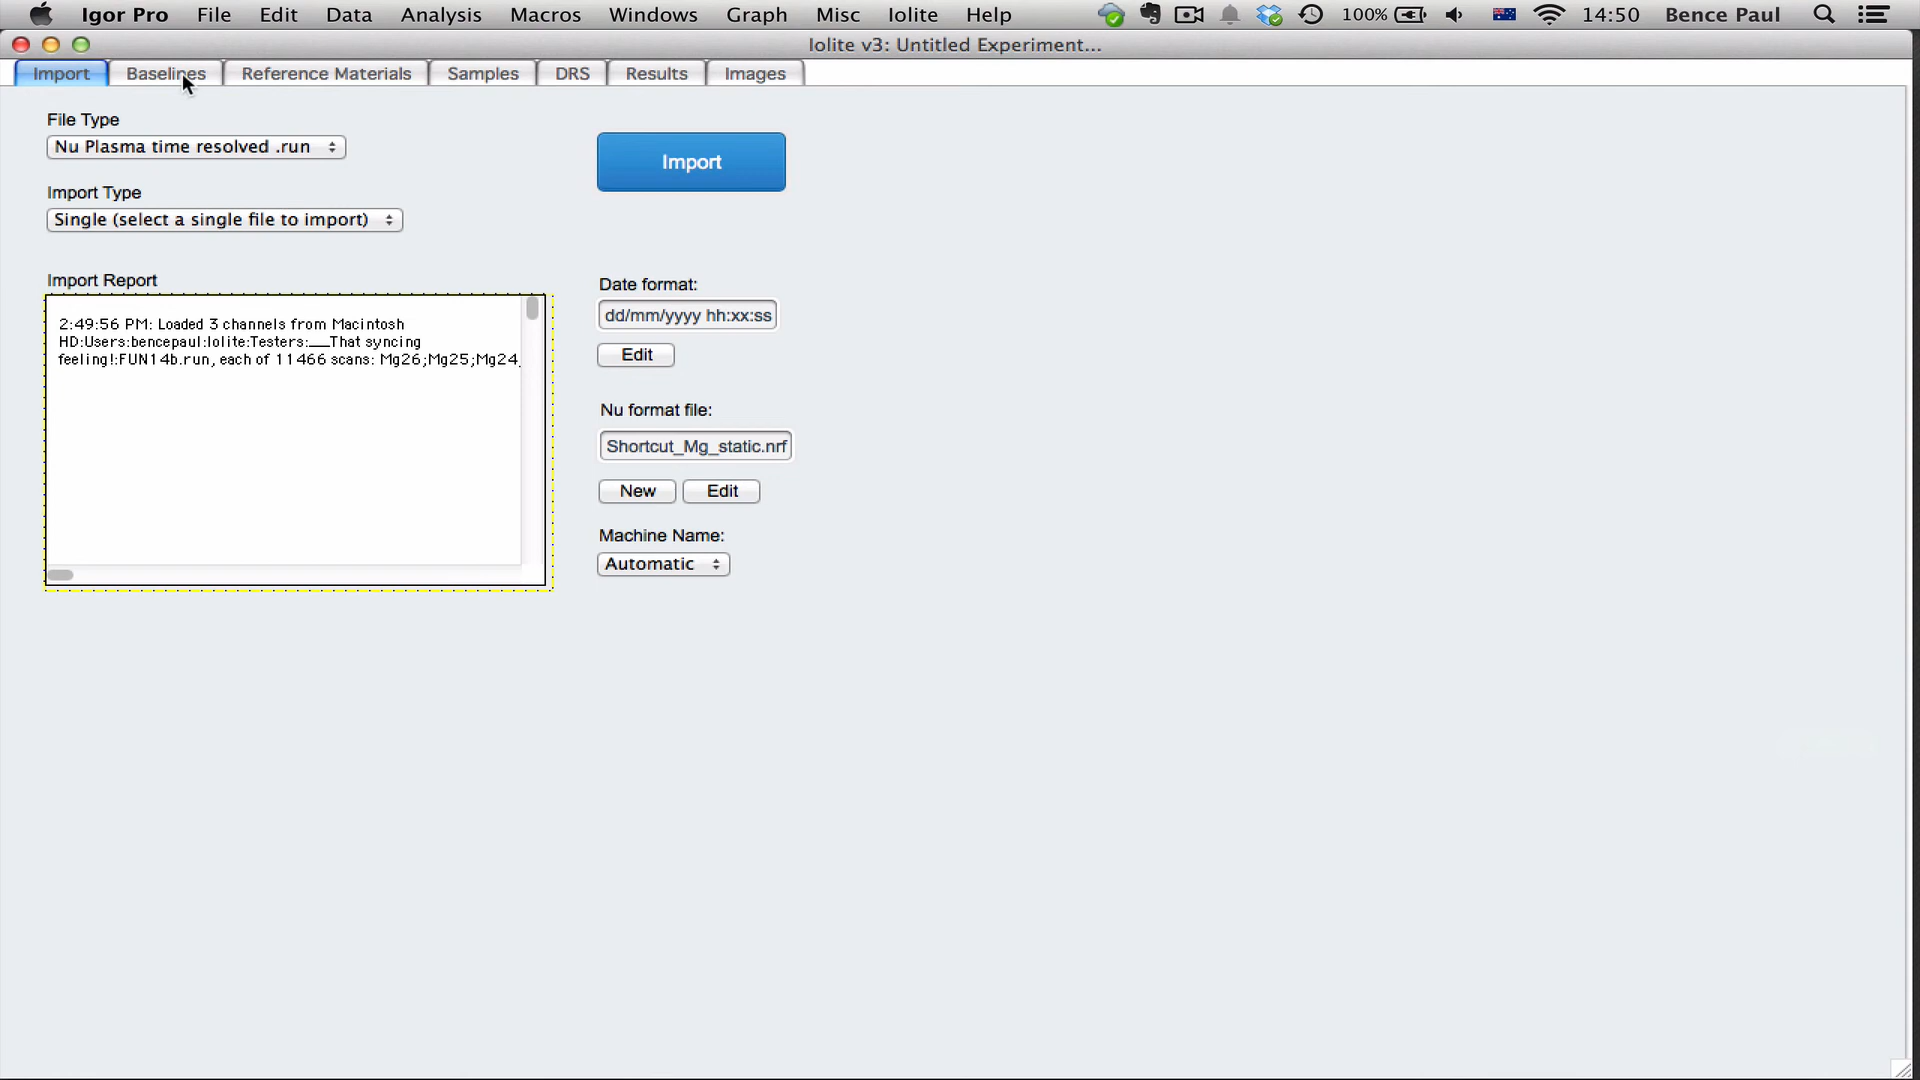 Igor Pro File Edit Data Analysis Macros Windows Graph Misc Iolite Help 100% 14:50 Bence Paul
Iolite v3: Untitled Experiment...
Import Baselines Reference Materials Samples DRS Results Images
File Type
Nu Plasma time resolved .run
Import
Import Type
Single (select a single file to import)
Import Report
2:49:56 PM: Loaded 3 channels from Macintosh
HD:Users:bencepaul:Iolite:Testers:___That syncing
feeling!:FUN14b.run, each of 11466 scans: Mg26;Mg25;Mg24
Date format:
dd/mm/yyyy hh:xx:ss
Edit
Nu format file:
Shortcut_Mg_static.nrf
New Edit
Machine Name:
Automatic